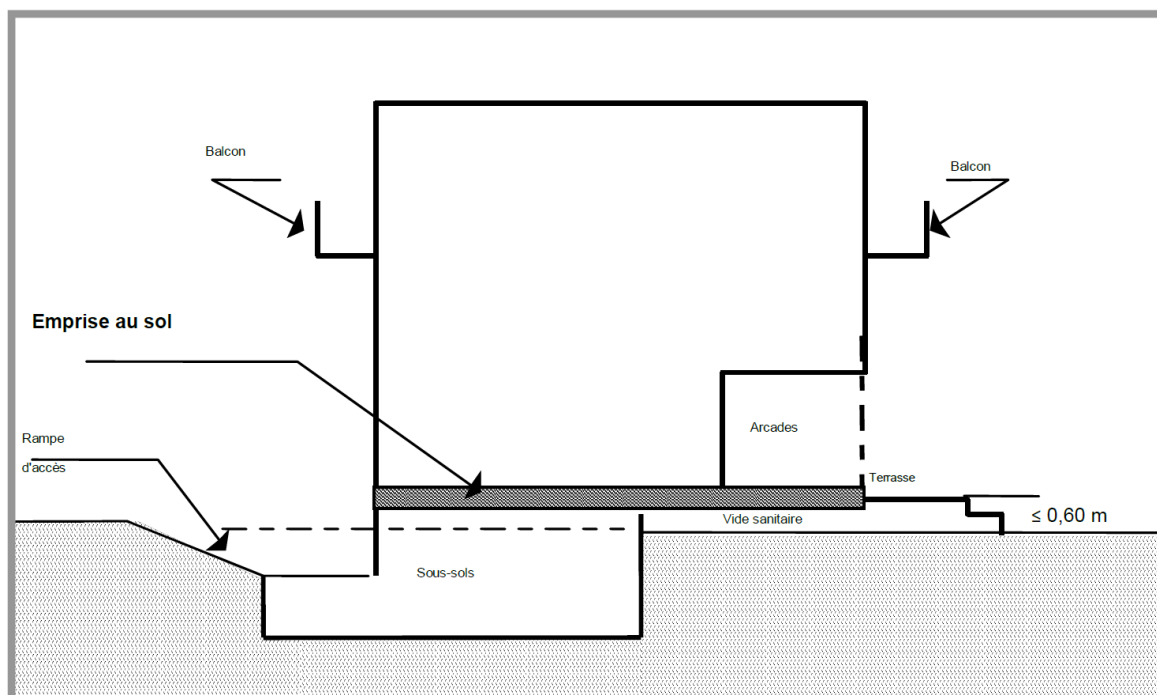 Balcon
Balcon
Emprise au sol
Arcades
Rampe
d'accès
Terrasse
Vide sanitaire
≤ 0,60 m
Sous-sols